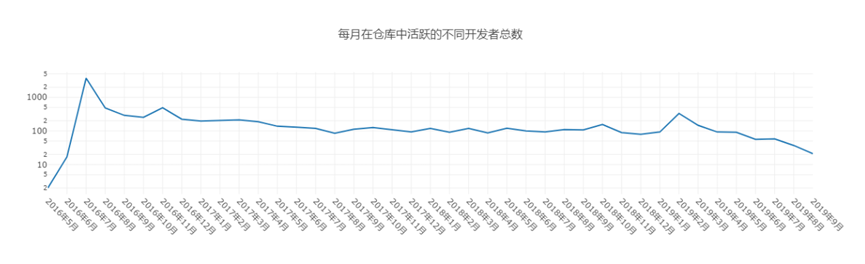 每月在仓库中活跃的不同开发者总数
5
2
1000
5
2
100
5
2
10
5
2
2016年5月
2016年6月
2016年7月
2016年8月
2016年9月
2016年10月
2016年11月
2016年12月
2017年1月
2017年2月
2017年3月
2017年4月
2017年5月
2017年6月
2017年7月
2017年8月
2017年9月
2017年10月
2017年11月
2017年12月
2018年1月
2018年2月
2018年3月
2018年4月
2018年5月
2018年6月
2018年7月
2018年8月
2018年9月
2018年10月
2018年11月
2018年12月
2019年1月
2019年2月
2019年3月
2019年4月
2019年5月
2019年6月
2019年7月
2019年8月
2019年9月